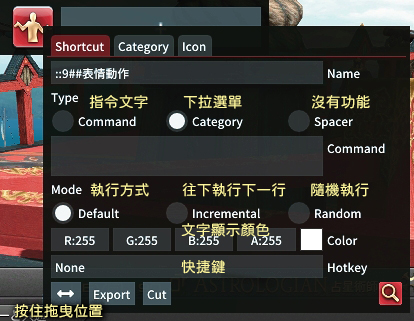 Shortcut Category Icon
::9##表情動作 Name
Type 指令文字 下拉選單 沒有功能
Command Category Spacer
Command
Mode 執行方式 往下執行下一行 隨機執行
Default Incremental Random
文字顯示顏色
R:255 G:255 B:255 A:255 Color
None 快捷鍵 Hotkey
Export Cut
ASTROLOGIAN
按住拖曳位置